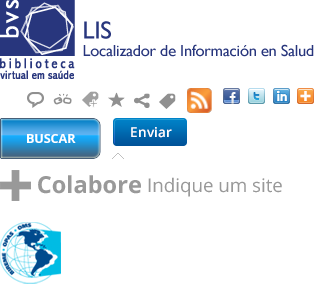 bvs
LIS
Localizador de Información en Salud
biblioteca
virtual em saúde
f
t
in
BUSCAR
Enviar
Colabore Indique um site
BIREME • OPAS • OMS